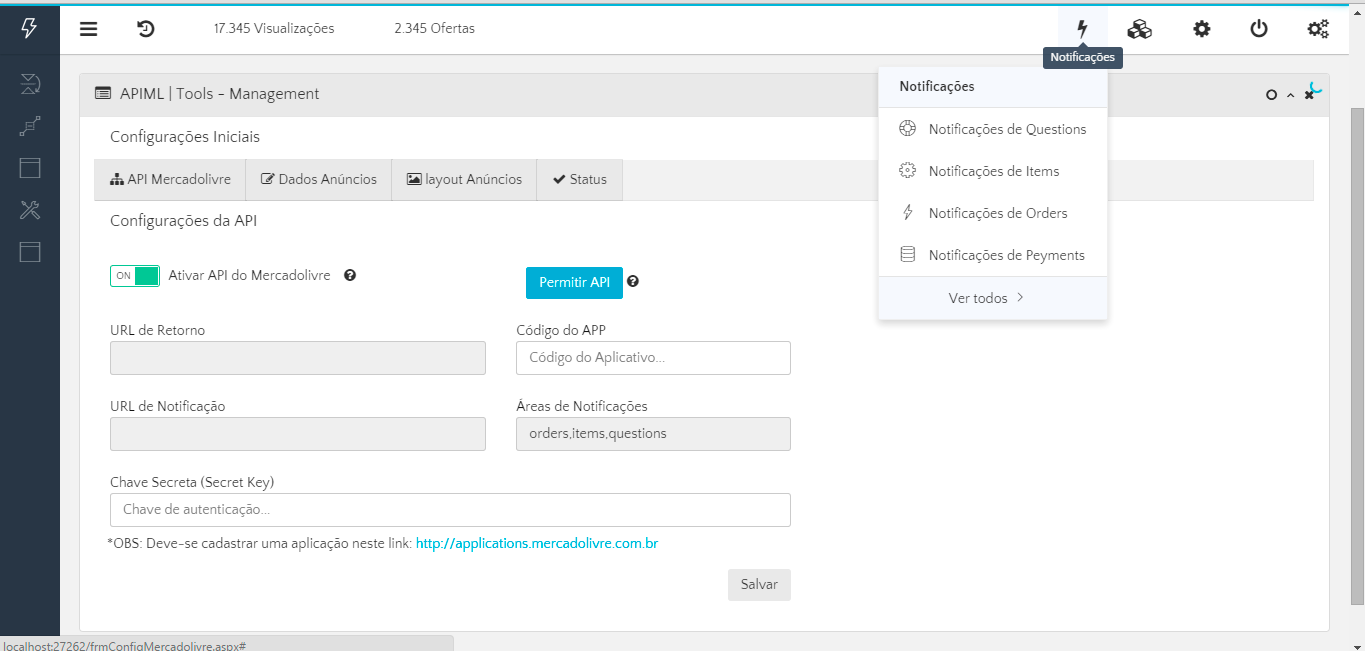 17.345 Visualizações
2.345 Ofertas
Notificações
APIML | Tools - Management
Notificações
Configurações Iniciais
Notificações de Questions
Notificações de Items
Notificações de Orders
Notificações de Peyments
Ver todos
API Mercadolivre
Dados Anúncios
layout Anúncios
Status
Configurações da API
ON
Ativar API do Mercadolivre
Permitir API
URL de Retorno
Código do APP
Código do Aplicativo...
URL de Notificação
Áreas de Notificações
orders,items,questions
Chave Secreta (Secret Key)
Chave de autenticação...
*OBS: Deve-se cadastrar uma aplicação neste link: http://applications.mercadolivre.com.br
Salvar
localhost:27262/frmConfigMercadolivre.aspx#